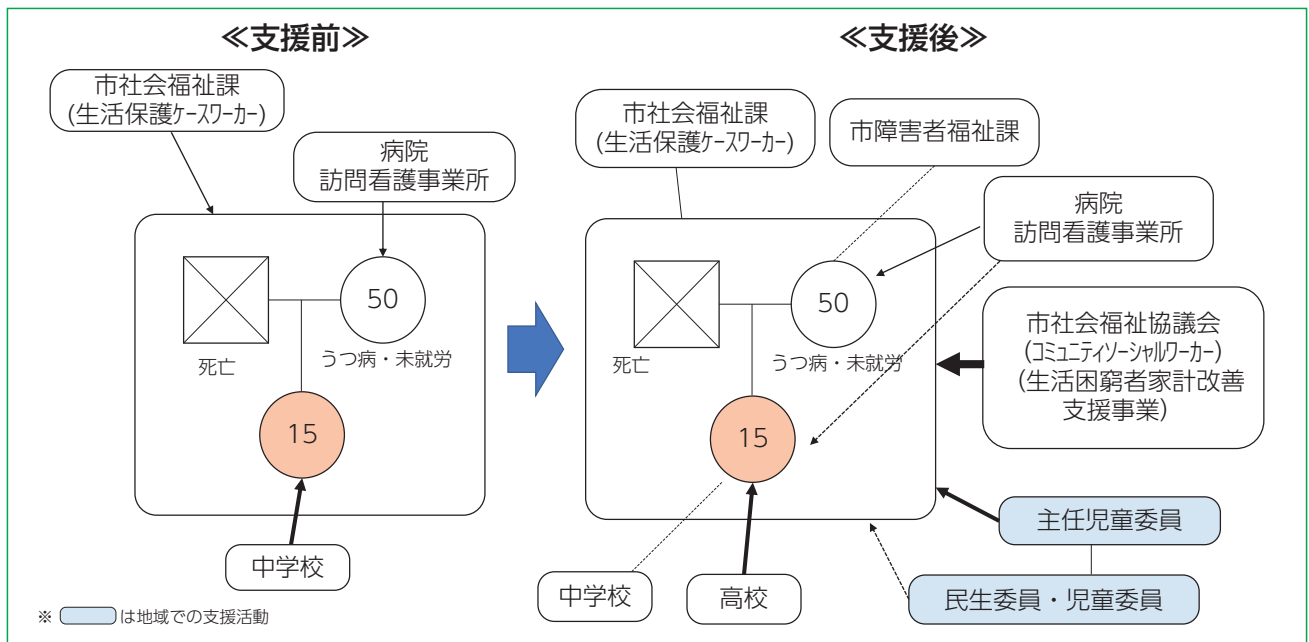 ≪支援前≫
市社会福祉課
(生活保護ｹｰｽﾜｰｶｰ)
病院
訪問看護事業所
50
死亡
うつ病・未就労
15
中学校
※
は地域での支援活動
≪支援後≫
市社会福祉課
(生活保護ｹｰｽﾜｰｶｰ)
市障害者福祉課
病院
訪問看護事業所
50
死亡
うつ病・未就労
15
市社会福祉協議会
(ｺﾐｭﾆﾃｨｿｰｼｬﾙﾜｰｶｰ)
(生活困窮者家計改善
支援事業)
主任児童委員
中学校
高校
民生委員・児童委員